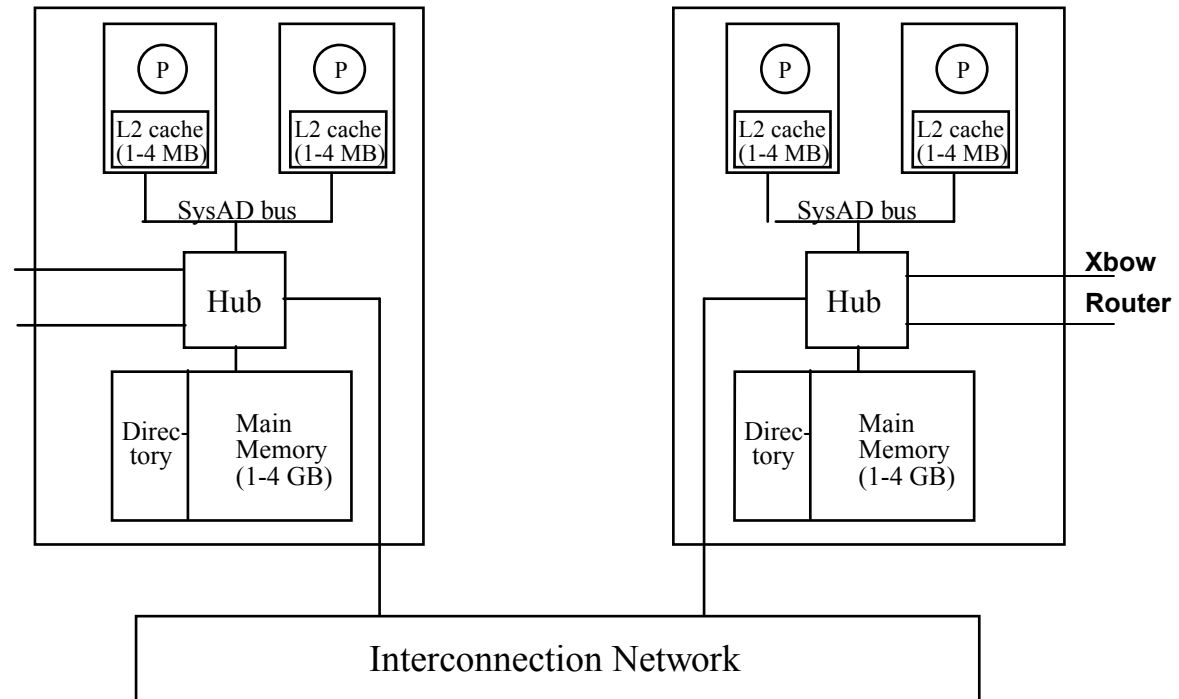 P
P
L2 cache
(1-4 MB)
L2 cache
(1-4 MB)
SysAD bus
Hub
Direc-
tory
Main
Memory
(1-4 GB)
P
P
L2 cache
(1-4 MB)
L2 cache
(1-4 MB)
SysAD bus
Hub
Xbow
Router
Direc-
tory
Main
Memory
(1-4 GB)
Interconnection Network